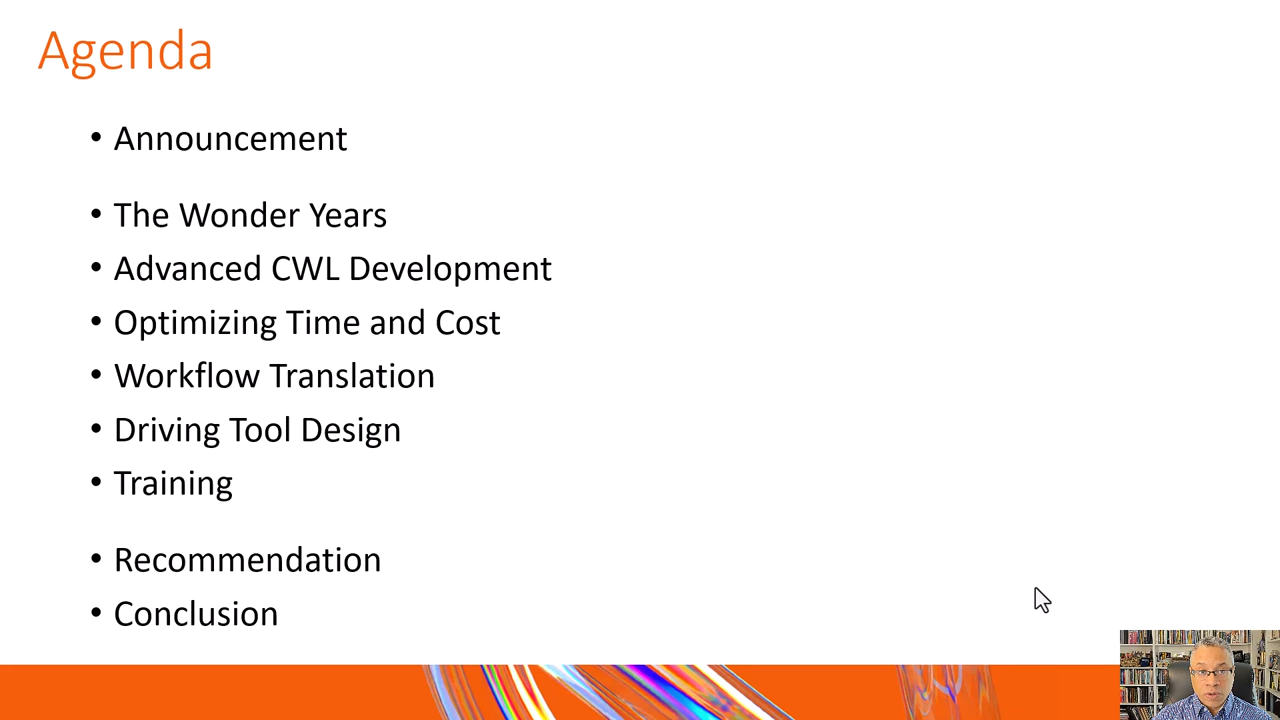 Agenda
• Announcement
• The Wonder Years
• Advanced CWL Development
• Optimizing Time and Cost
• Workflow Translation
• Driving Tool Design
• Training
• Recommendation
• Conclusion